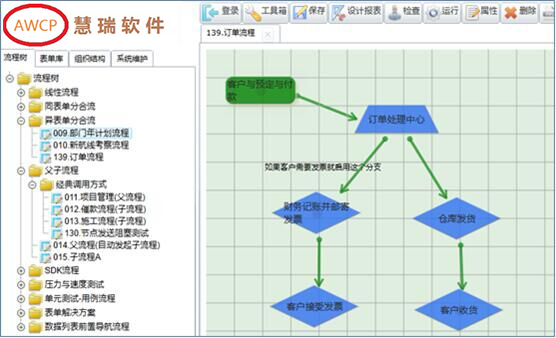 AWCP 慧瑞软件
登录 工具箱 保存 设计报表 检查 运行 属性 删除
流程树 表单库 组织结构 系统维护
139.订单流程
流程树
线性流程
同表单分合流
异表单分合流
009.部门年计划流程
010.新航线考察流程
139.订单流程
父子流程
经典调用方式
011.项目管理(父流程)
012.催款流程(子流程)
013.施工流程(子流程)
130.节点发送阻塞测试
014.父流程(自动发起子流程)
015.子流程A
SDK流程
压力与速度测试
单元测试-用例流程
表单解决方案
数据列表前置导航流程
客户与预定与付
款
订单处理中心
如果客户需要发票就启用这个分支
财务记账并邮寄
发票
仓库发货
客户接受发票
客户收货